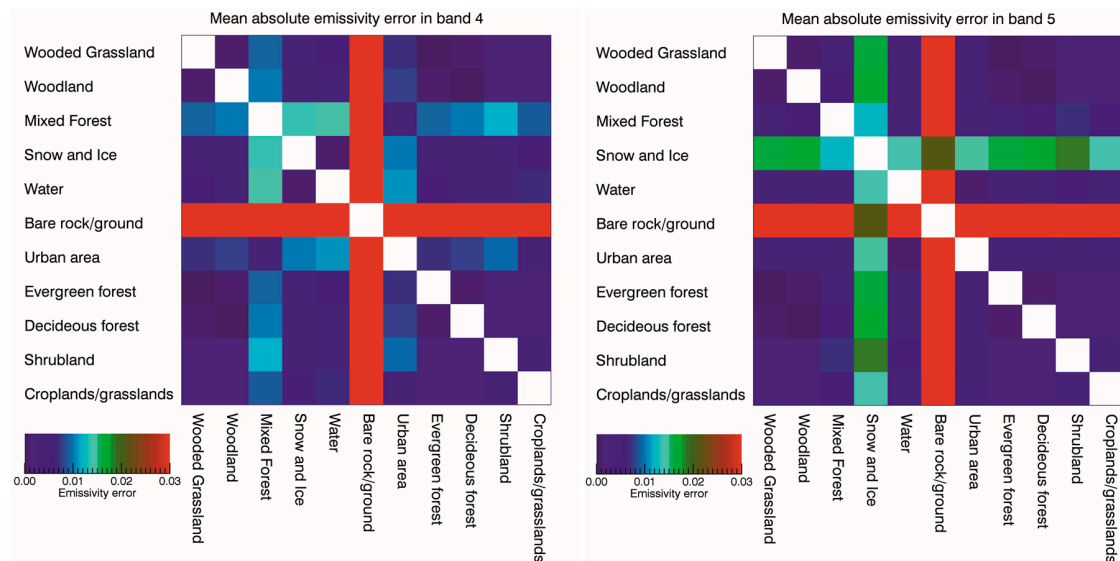 Mean absolute emissivity error in band 4
Wooded Grassland
Woodland
Mixed Forest
Snow and Ice
Water
Bare rock/ground
Urban area
Evergreen forest
Decideous forest
Shrubland
Croplands/grasslands
Wooded Grassland
Woodland
Mixed Forest
Snow and Ice
Water
Bare rock/ground
Urban area
Evergreen forest
Decideous forest
Shrubland
Croplands/grasslands
0.00 0.01 0.02 0.03
Emissivity error
Mean absolute emissivity error in band 5
Wooded Grassland
Woodland
Mixed Forest
Snow and Ice
Water
Bare rock/ground
Urban area
Evergreen forest
Decideous forest
Shrubland
Croplands/grasslands
Wooded Grassland
Woodland
Mixed Forest
Snow and Ice
Water
Bare rock/ground
Urban area
Evergreen forest
Decideous forest
Shrubland
Croplands/grasslands
0.00 0.01 0.02 0.03
Emissivity error